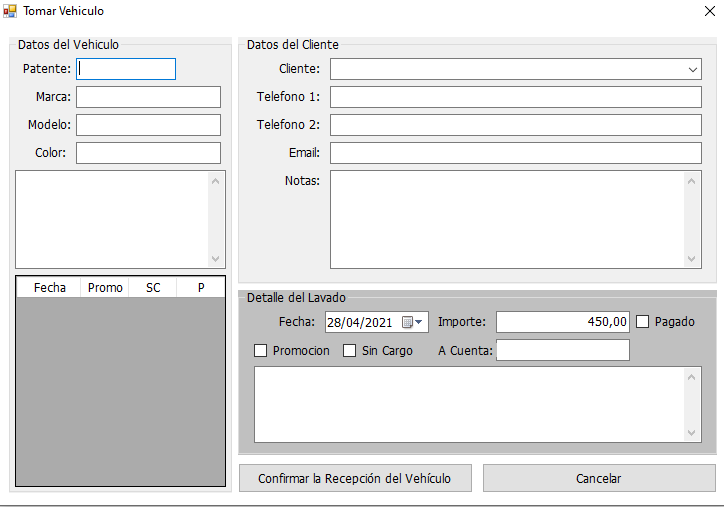 Tomar Vehiculo
Datos del Vehiculo
Patente:
Marca:
Modelo:
Color:
Fecha Promo SC P
Datos del Cliente
Cliente:
Telefono 1:
Telefono 2:
Email:
Notas:
Detalle del Lavado
Fecha: 28/04/2021 Importe: 450,00 Pagado
Promocion Sin Cargo A Cuenta:
Confirmar la Recepción del Vehículo Cancelar